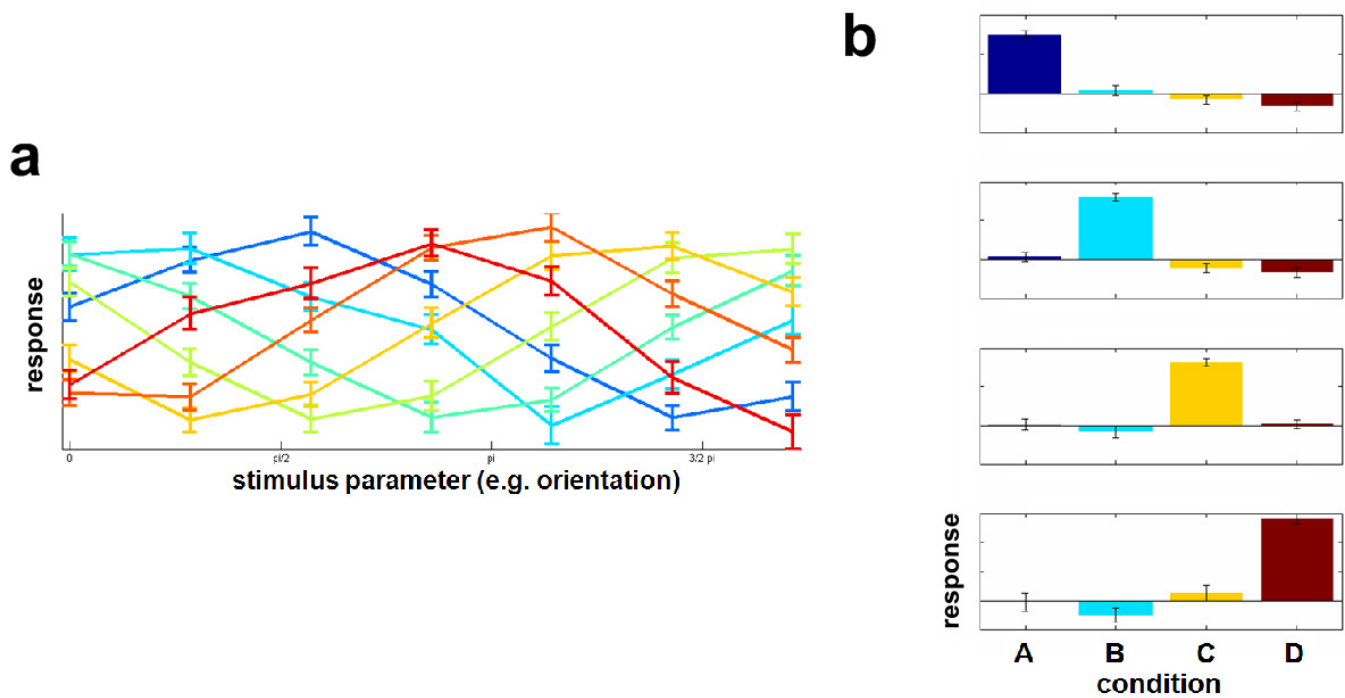 a
response
0
pi/2
pi
3/2 pi
stimulus parameter (e.g. orientation)
b
response
A
B
C
D
condition